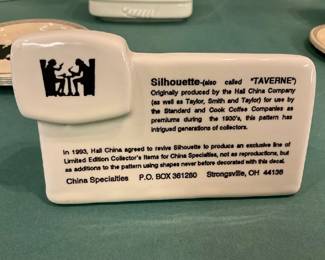 Silhouette-(also called "TAVERNE")
Originally produced by the Hall China Company
(as well as Taylor, Smith and Taylor) for use by
the Standard and Cook Coffee Companies as
premiums during the 1930's, this pattern has
intrigued generations of collectors.
In 1993, Hall China agreed to revive Silhouette to produce an exclusive line of
Limited Edition Collector's Items for China Specialties, not as reproductions, but
as additions to the pattern using shapes never before decorated with this decal.
China Specialties P.O. BOX 361280 Strongsville, OH 44136